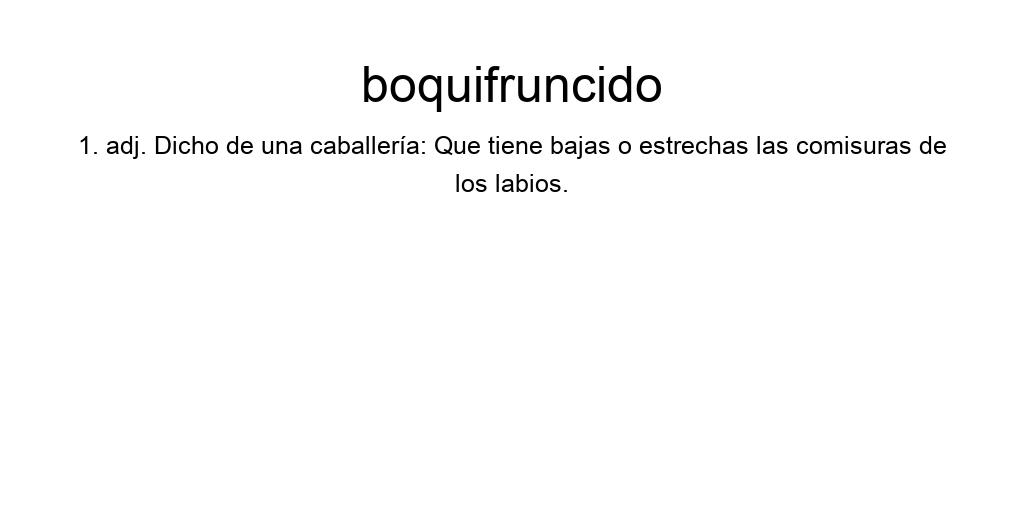 boquifruncido
1. adj. Dicho de una caballería: Que tiene bajas o estrechas las comisuras de
los labios.